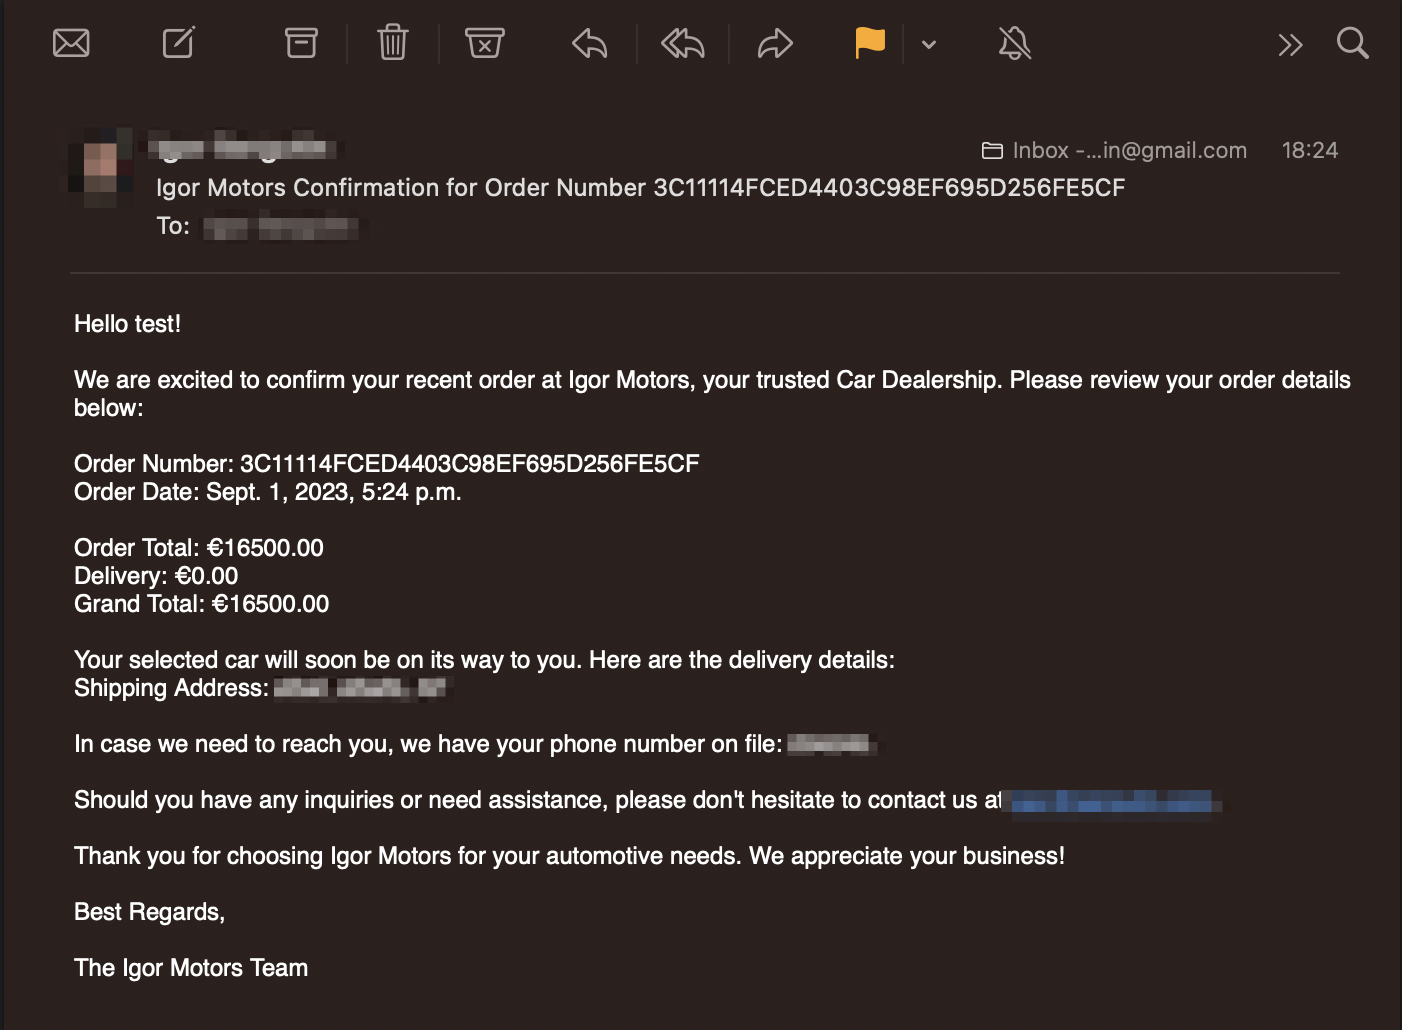 Inbox -...in@gmail.com 18:24
Igor Motors Confirmation for Order Number 3C11114FCED4403C98EF695D256FE5CF
To:
Hello test!
We are excited to confirm your recent order at Igor Motors, your trusted Car Dealership. Please review your order details
below:
Order Number: 3C11114FCED4403C98EF695D256FE5CF
Order Date: Sept. 1, 2023, 5:24 p.m.
Order Total: €16500.00
Delivery: €0.00
Grand Total: €16500.00
Your selected car will soon be on its way to you. Here are the delivery details:
Shipping Address:
In case we need to reach you, we have your phone number on file:
Should you have any inquiries or need assistance, please don't hesitate to contact us at
Thank you for choosing Igor Motors for your automotive needs. We appreciate your business!
Best Regards,
The Igor Motors Team